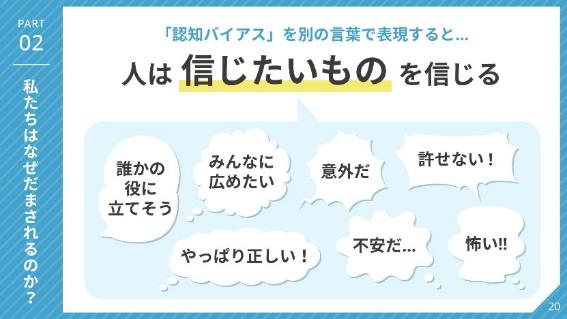 PART
02
私たちはなぜだまされるのか？
「認知バイアス」を別の言葉で表現すると...
人は 信じたいもの を信じる
誰かの
役に
立てそう
みんなに
広めたい
意外だ
許せない！
やっぱり正しい！
不安だ...
怖い!!
20